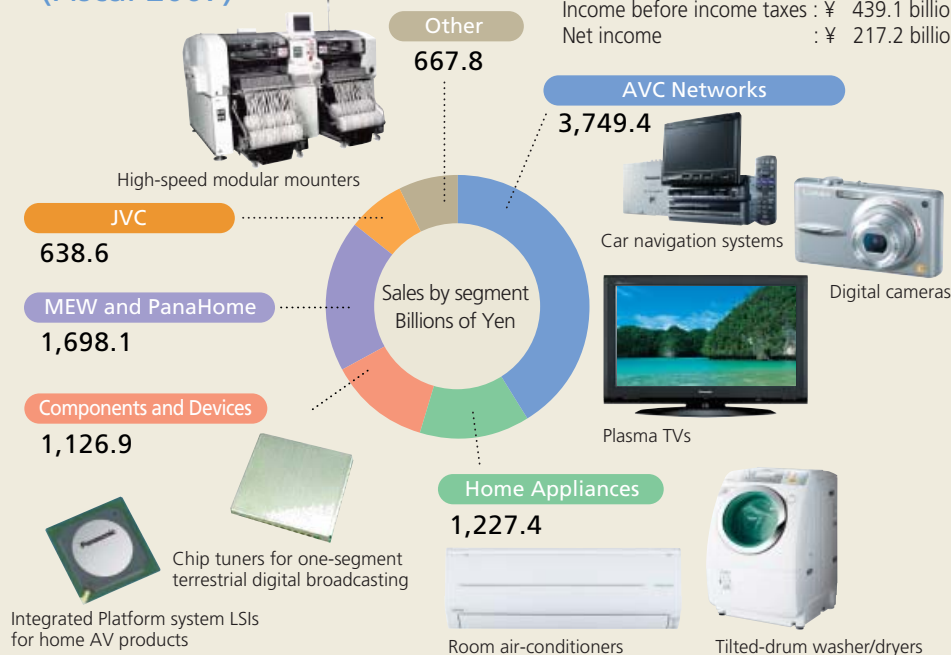 (Fiscal 2007)
Income before income taxes : ¥ 439.1 billio
Net income : ¥ 217.2 billio
Other
667.8
AVC Networks
3,749.4
High-speed modular mounters
Car navigation systems
Digital cameras
JVC
638.6
MEW and PanaHome
1,698.1
Sales by segment
Billions of Yen
Plasma TVs
Components and Devices
1,126.9
Home Appliances
1,227.4
Chip tuners for one-segment
terrestrial digital broadcasting
Integrated Platform system LSIs
for home AV products
Room air-conditioners
Tilted-drum washer/dryers